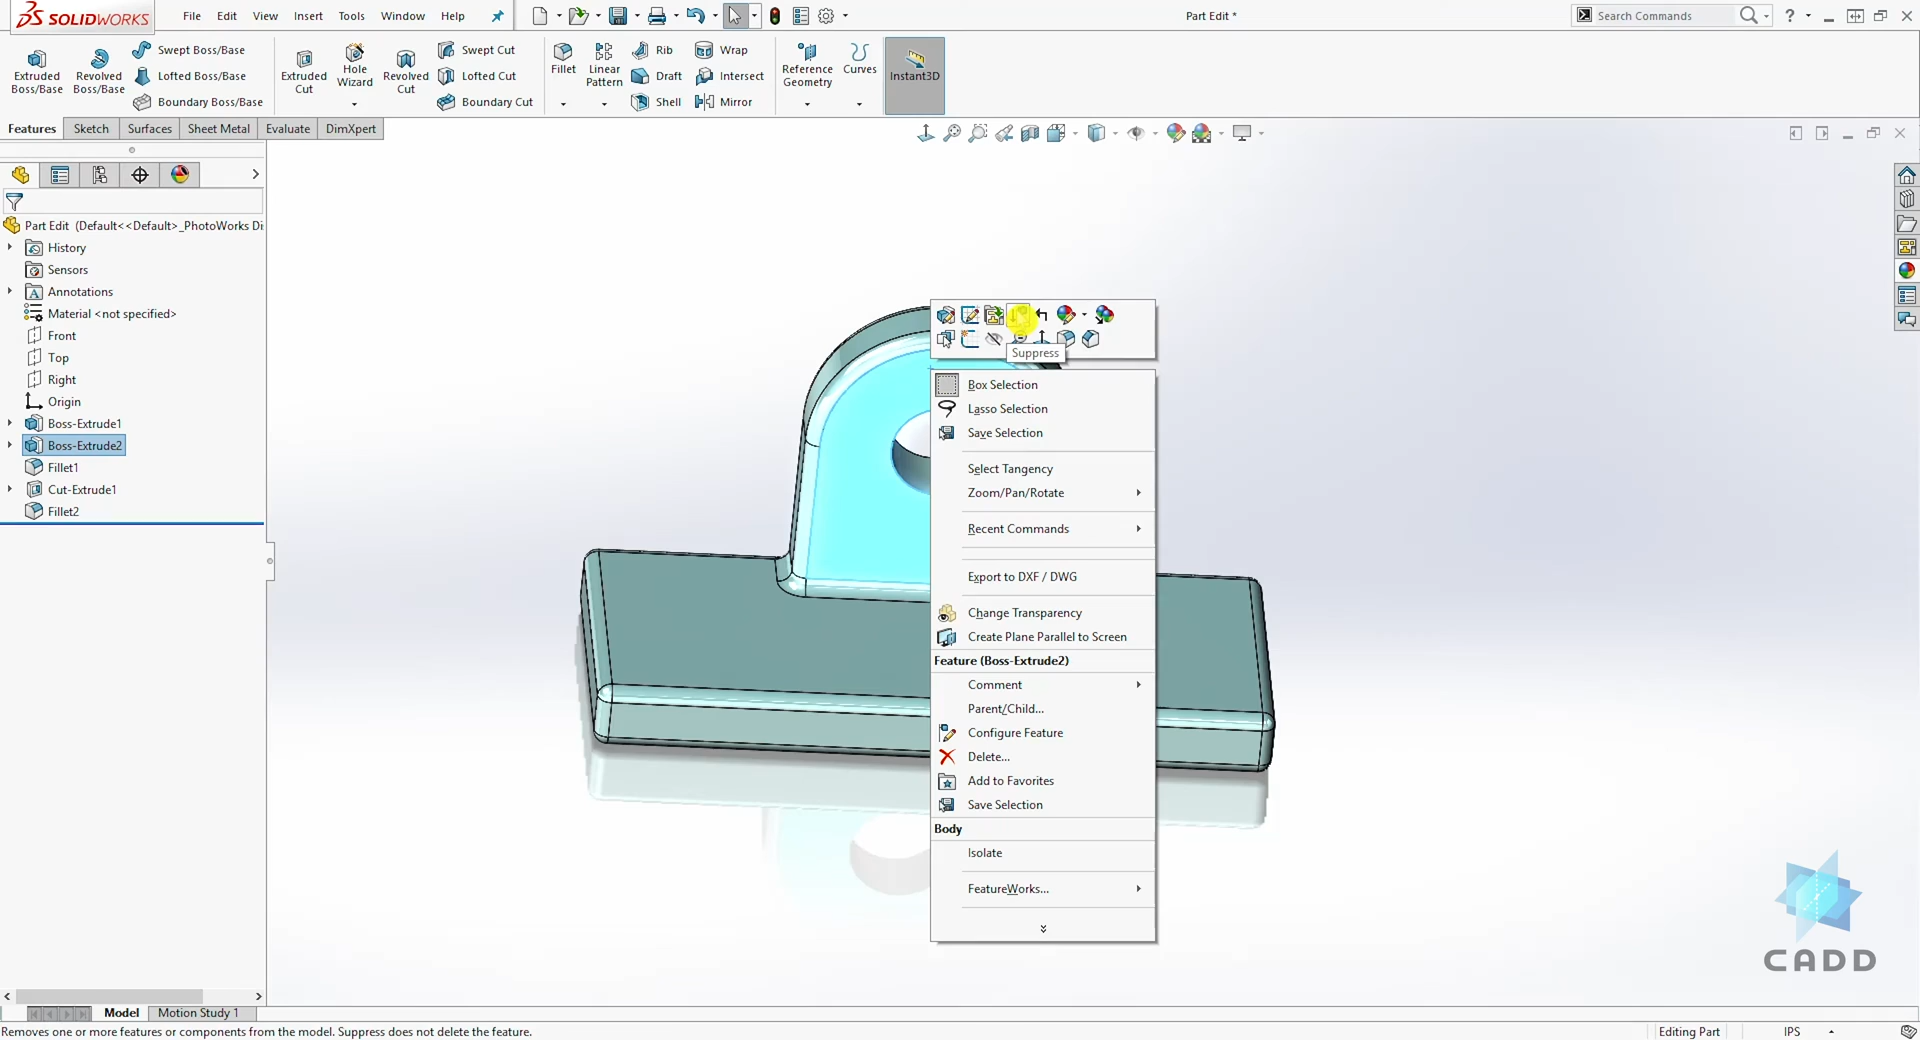 SOLIDWORKS
File Edit View Insert Tools Window Help
Part Edit *
Search Commands
Extruded Boss/Base
Revolved Boss/Base
Swept Boss/Base
Lofted Boss/Base
Boundary Boss/Base
Extruded Cut
Hole Wizard
Revolved Cut
Swept Cut
Lofted Cut
Boundary Cut
Fillet
Linear Pattern
Rib
Draft
Shell
Wrap
Intersect
Mirror
Reference Geometry
Curves
Instant3D
Features Sketch Surfaces Sheet Metal Evaluate DimXpert
Part Edit (Default<<Default>_PhotoWorks Di
History
Sensors
Annotations
Material <not specified>
Front
Top
Right
Origin
Boss-Extrude1
Boss-Extrude2
Fillet1
Cut-Extrude1
Fillet2
Suppress
Box Selection
Lasso Selection
Save Selection
Select Tangency
Zoom/Pan/Rotate
Recent Commands
Export to DXF / DWG
Change Transparency
Create Plane Parallel to Screen
Feature (Boss-Extrude2)
Comment
Parent/Child...
Configure Feature
Delete...
Add to Favorites
Save Selection
Body
Isolate
FeatureWorks...
CADD
Model Motion Study 1
Removes one or more features or components from the model. Suppress does not delete the feature.
Editing Part
IPS